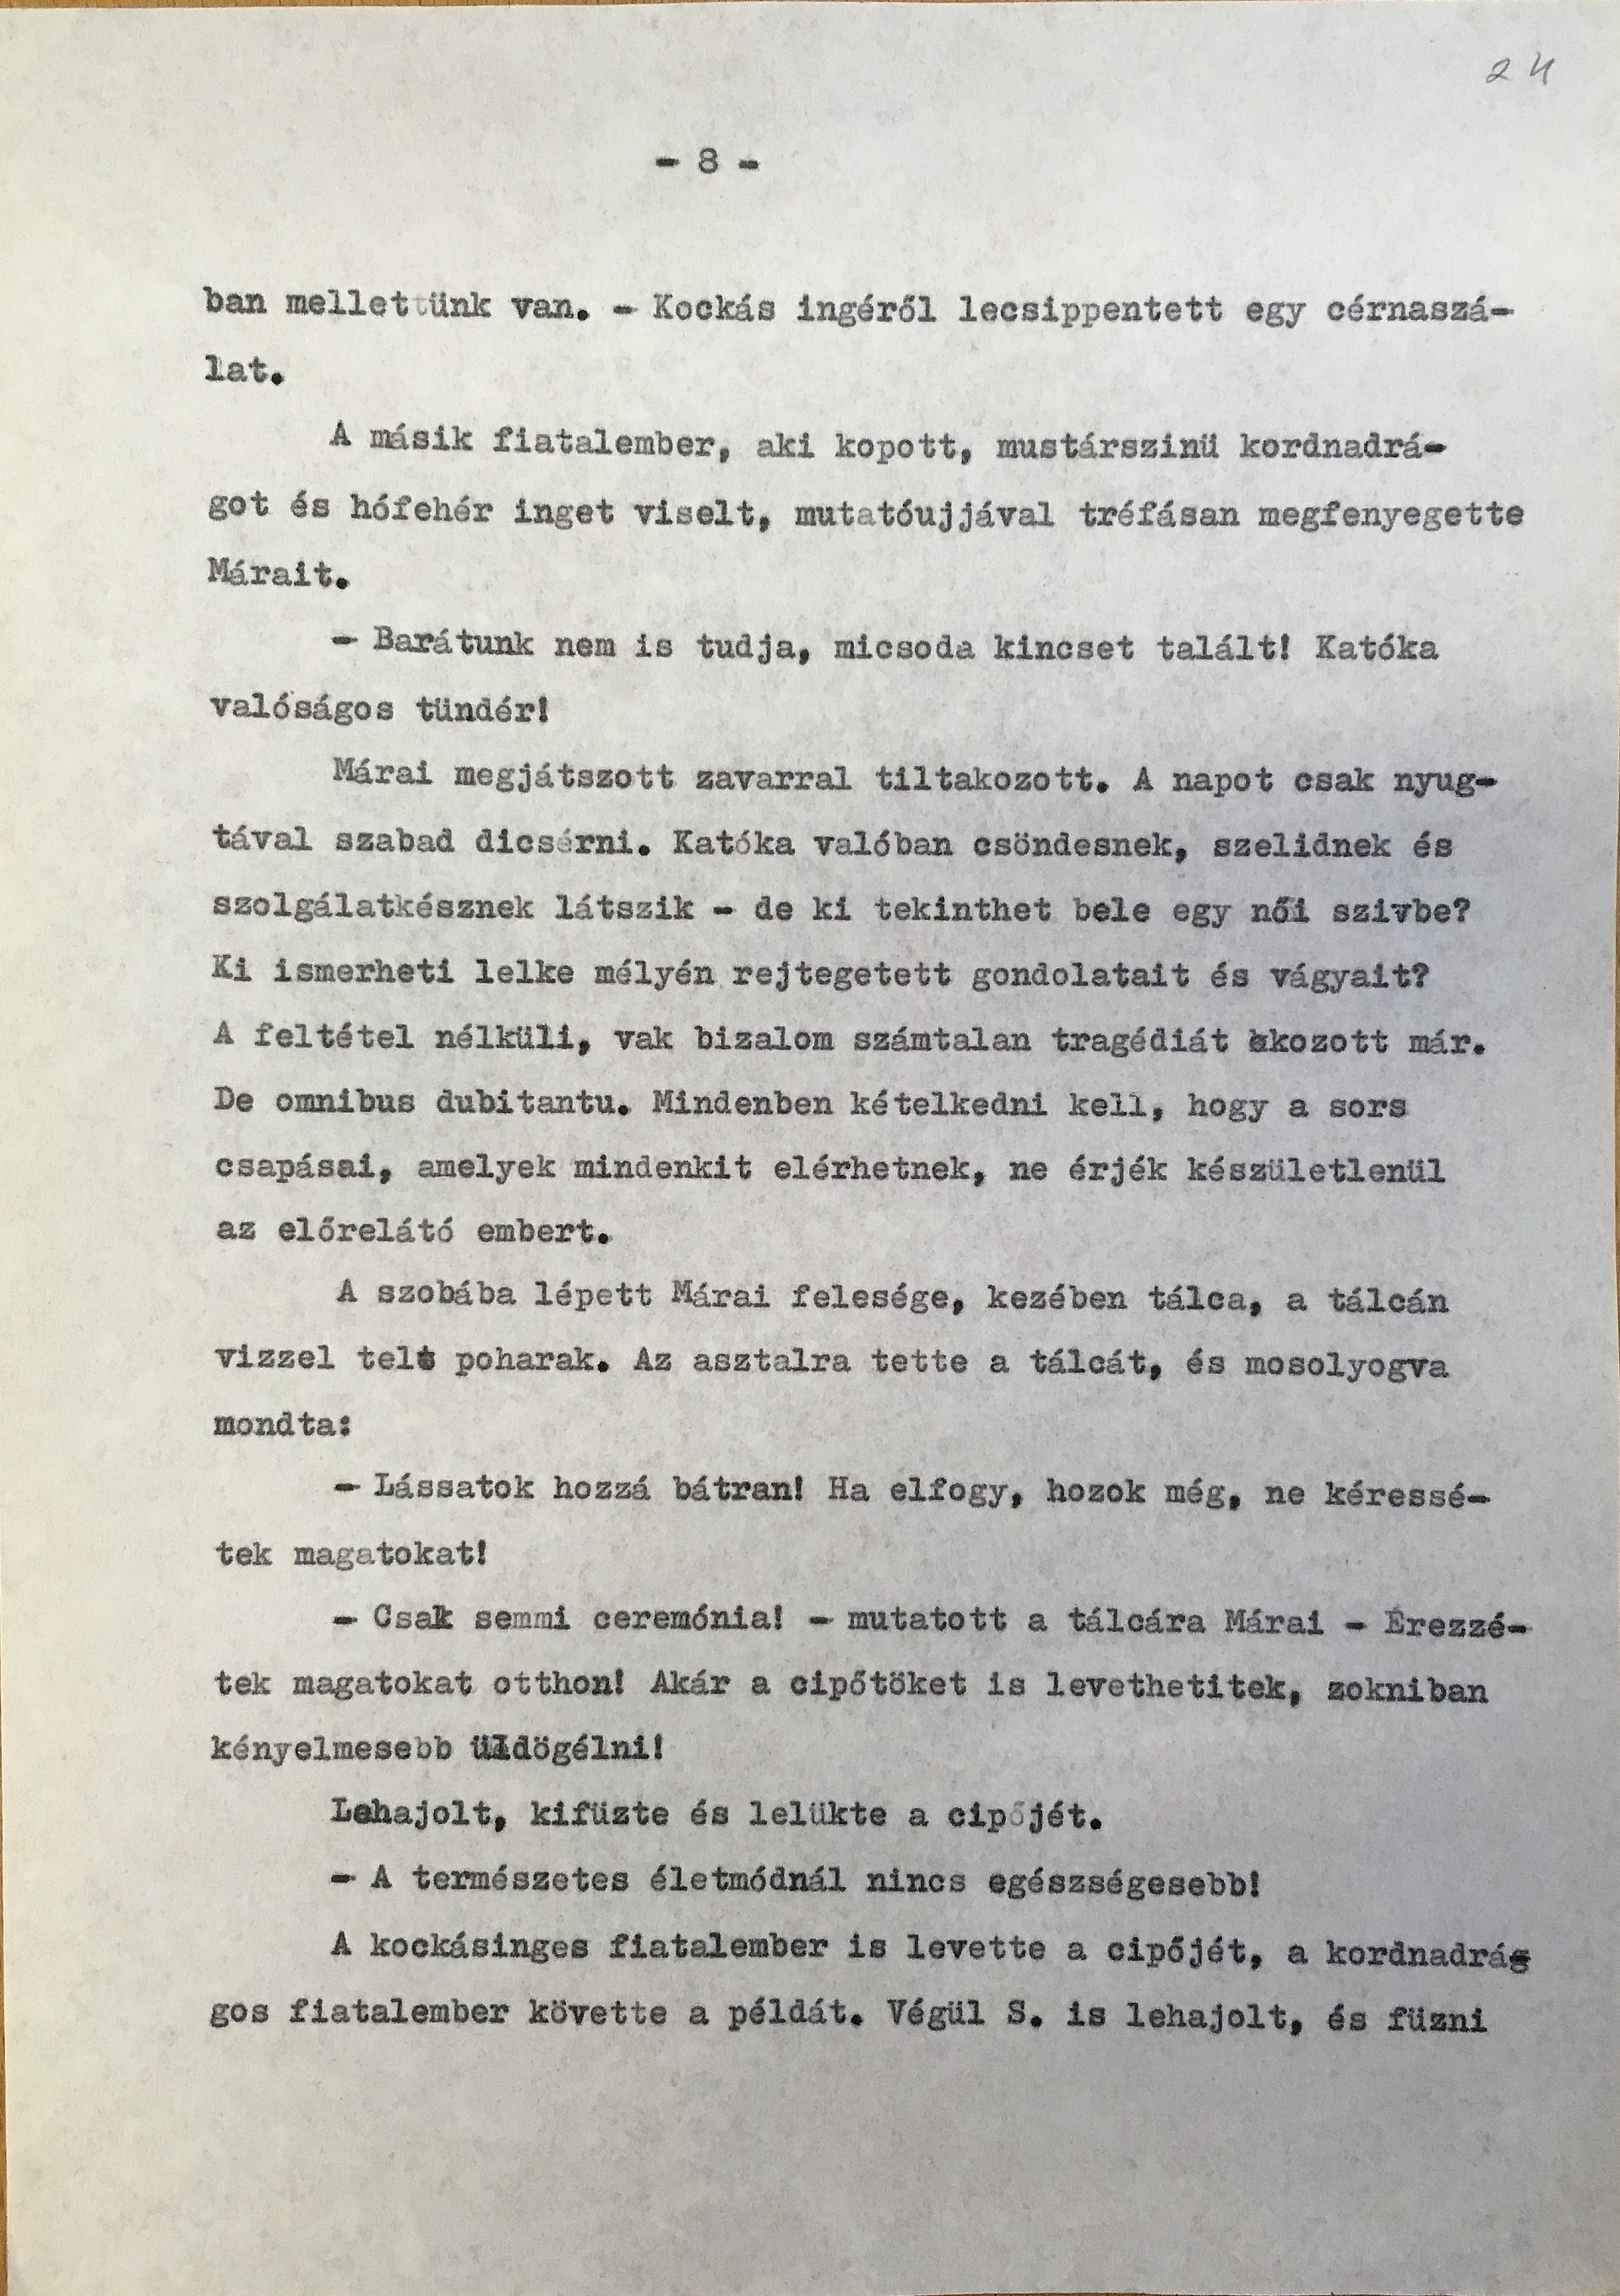 24
- 8 -
ban mellettünk van. - Kockás ingéről lecsippentett egy cérnaszá-
lat.
A másik fiatalember, aki kopott, mustárszinü kordnadrá-
got és hófehér inget viselt, mutatóujjával tréfásan megfenyegette
Márait.
- Barátunk nem is tudja, micsoda kincset talált! Katóka
valóságos tündér!
Márai megjátszott zavarral tiltakozott. A napot csak nyug-
tával szabad dicsérni. Katóka valóban csöndesnek, szelidnek és
szolgálatkésznek látszik - de ki tekinthet bele egy női szivbe?
Ki ismerheti lelke mélyén rejtegetett gondolatait és vágyait?
A feltétel nélküli, vak bizalom számtalan tragédiát okozott már.
De omnibus dubitantu. Mindenben kételkedni kell, hogy a sors
csapásai, amelyek mindenkit elérhetnek, ne érjék készületlenül
az előrelátó embert.
A szobába lépett Márai felesége, kezében tálca, a tálcán
vizzel telt poharak. Az asztalra tette a tálcát, és mosolyogva
mondta:
- Lássatok hozzá bátran! Ha elfogy, hozok még, ne kéressé-
tek magatokat!
- Csak semmi ceremónia! - mutatott a tálcára Márai - Érezzé-
tek magatokat otthon! Akár a cipőtöket is levethetitek, zokniban
kényelmesebb üldögélni!
Lehajolt, kifüzte és lelükte a cipőjét.
- A természetes életmódnál nincs egészségesebb!
A kockásinges fiatalember is levette a cipőjét, a kordnadrág
gos fiatalember követte a példát. Végül S. is lehajolt, és füzni